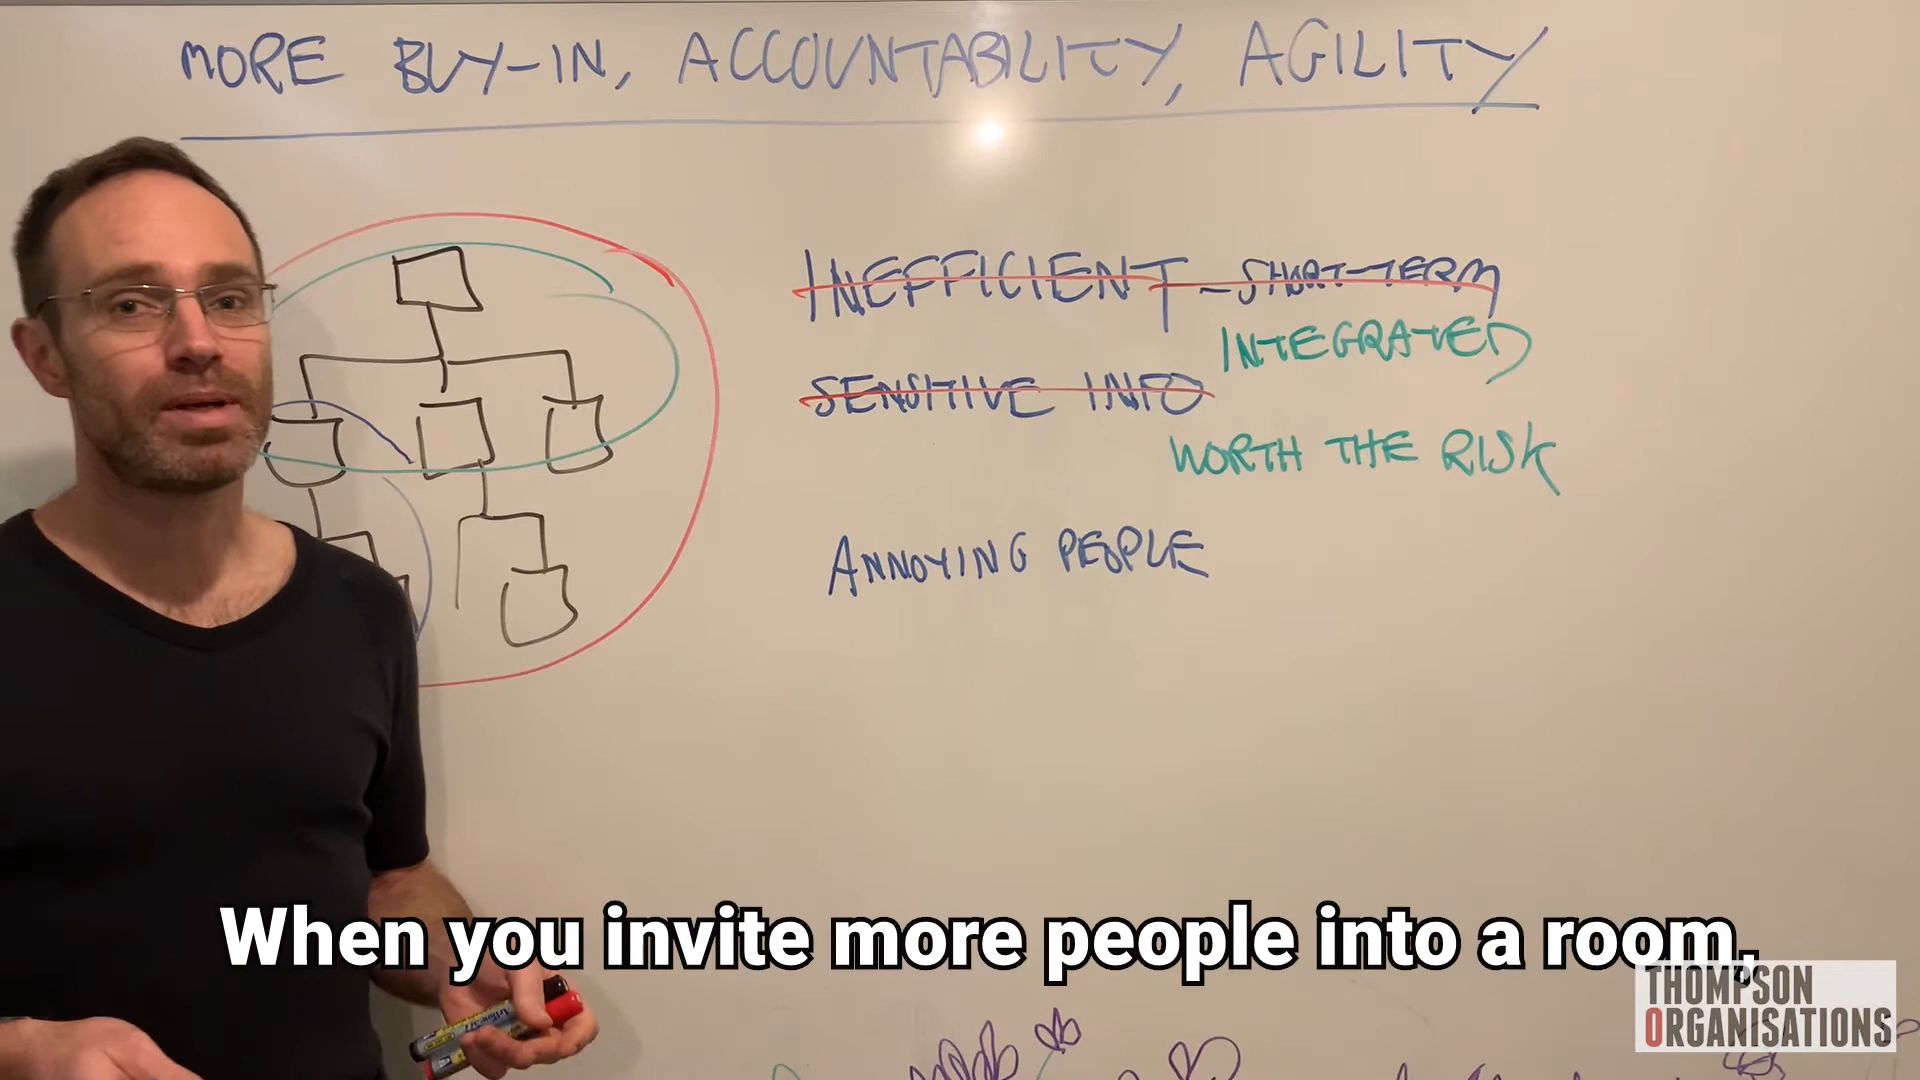 MORE BUY-IN, ACCOUNTABILITY, AGILITY
INEFFICIENT - SHORT-TERM
INTEGRATED
SENSITIVE INFO
WORTH THE RISK
ANNOYING PEOPLE
When you invite more people into a room,
THOMPSON
ORGANISATIONS